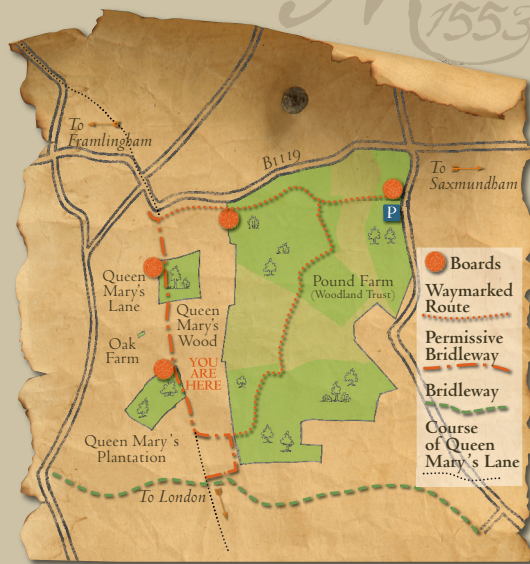 1553
To
Framlingham
B1119
To
Saxmundham
P
Queen
Mary's
Lane
Queen
Mary's
Wood
Pound Farm
(Woodland Trust)
Oak
Farm
YOU
ARE
HERE
Queen Mary's
Plantation
To London
Boards
Waymarked
Route
Permissive
Bridleway
Bridleway
Course
of Queen
Mary's Lane